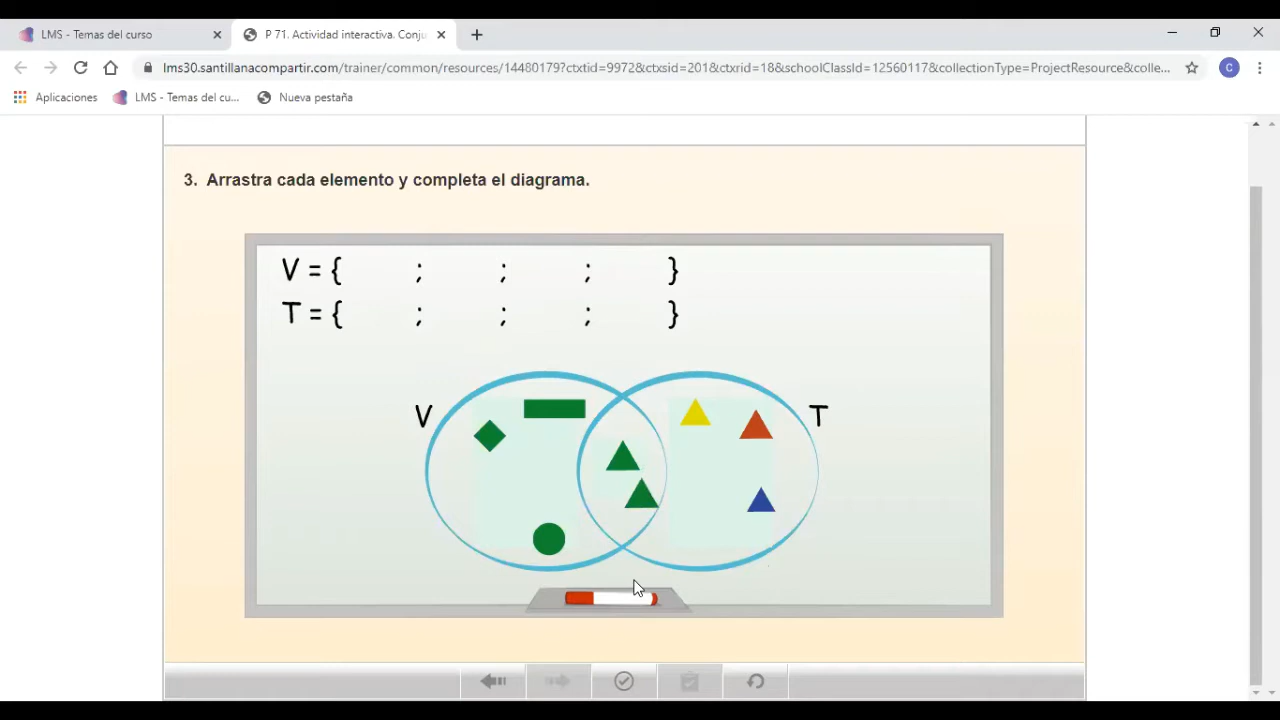 LMS - Temas del curso
P 71. Actividad interactiva. Conju
lms30.santillanacompartir.com/trainer/common/resources/14480179?ctxtid=9972&ctxsid=201&ctxrid=18&schoolClassId=12560117&collectionType=ProjectResource&colle...
C
Aplicaciones
LMS - Temas del cu...
Nueva pestaña
3. Arrastra cada elemento y completa el diagrama.
V = { ; ; ; }
T = { ; ; ; }
V
T